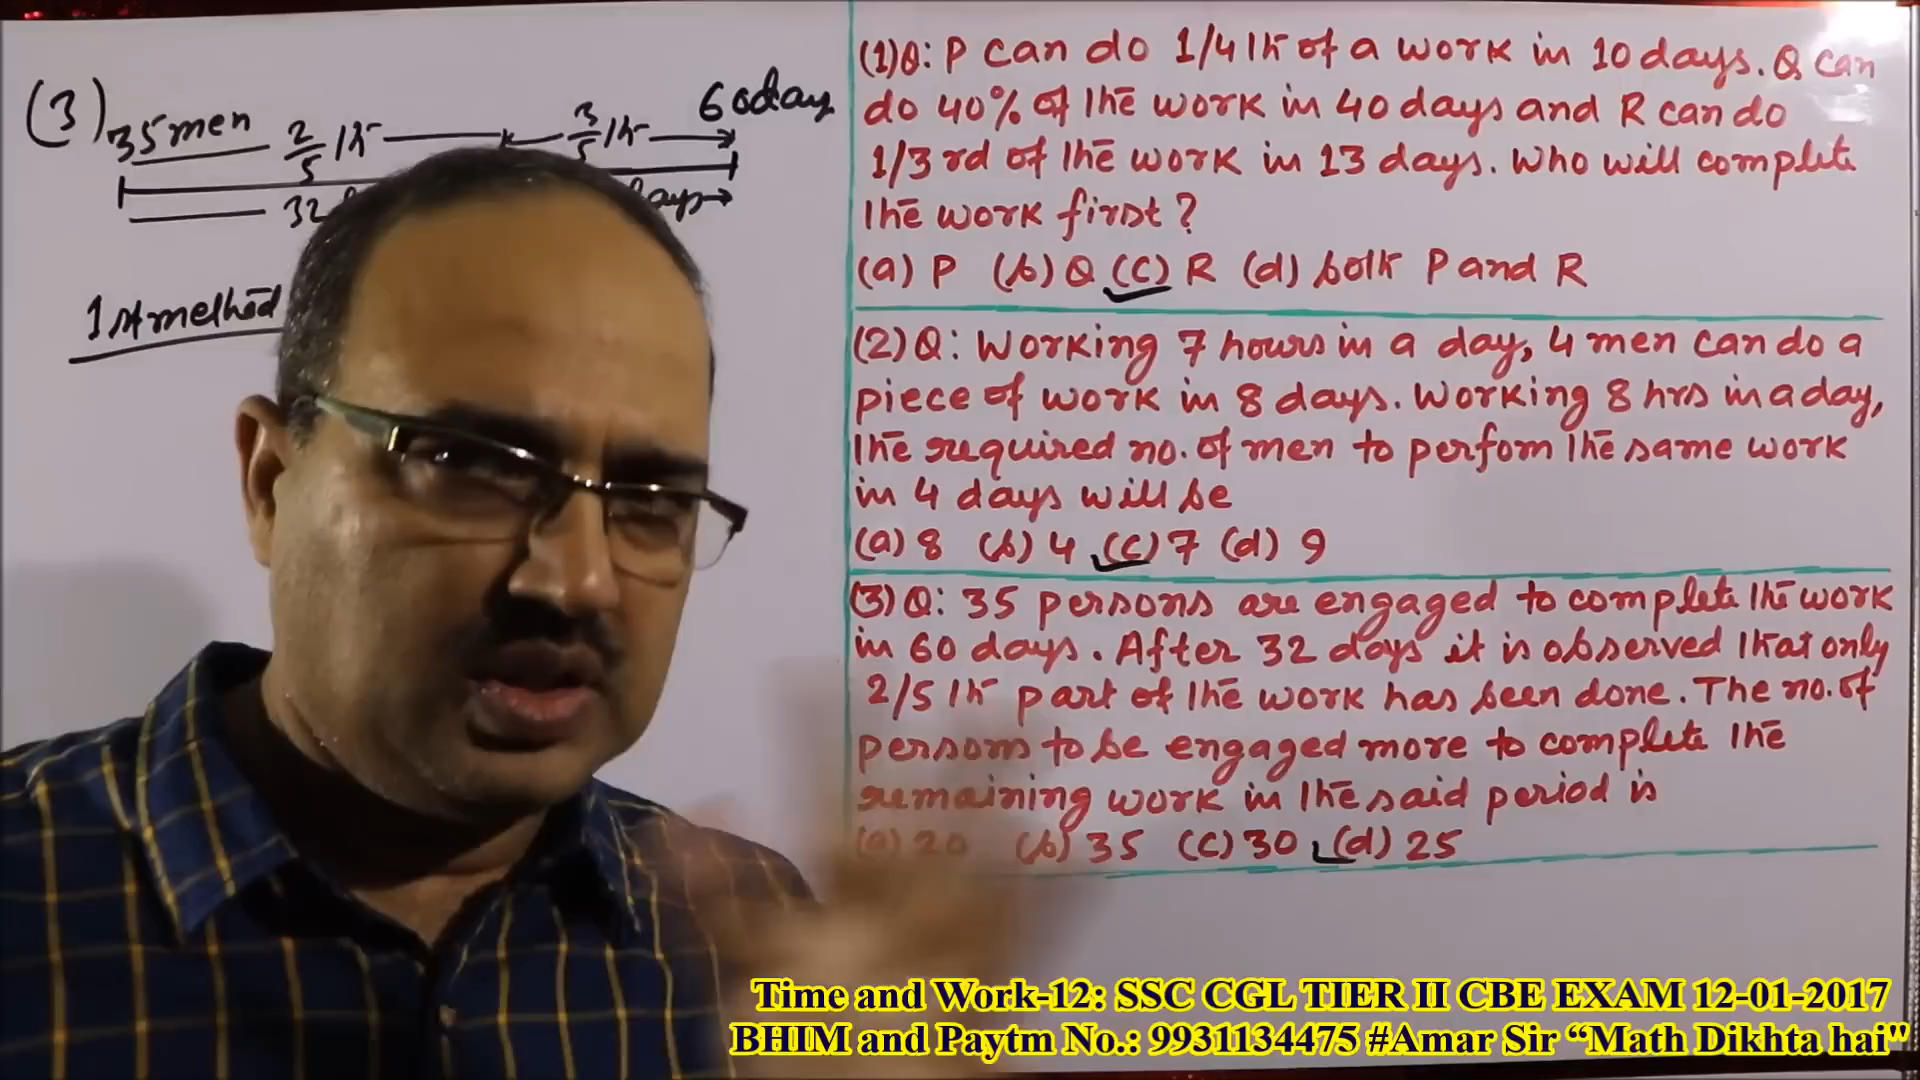 (3)
35 men 2/5 th 3/5 th 60 day
32
ays
1st method
(1)Q: P can do 1/4 th of a work in 10 days. Q can
do 40% of the work in 40 days and R can do
1/3 rd of the work in 13 days. Who will complete
the work first?
(a) P (b) Q (c) R (d) both P and R
(2)Q: Working 7 hours in a day, 4 men can do a
piece of work in 8 days. Working 8 hrs in a day,
the required no. of men to perfom the same work
in 4 days will be
(a) 8 (b) 4 (c) 7 (d) 9
(3)Q: 35 persons are engaged to complete the work
in 60 days. After 32 days it is observed that only
2/5 th part of the work has been done. The no. of
persons to be engaged more to complete the
remaining work in the said period is
(a) 20 (b) 35 (c) 30 (d) 25
Time and Work-12: SSC CGL TIER II CBE EXAM 12-01-2017
BHIM and Paytm No.: 9931134475 #Amar Sir “Math Dikhta hai"